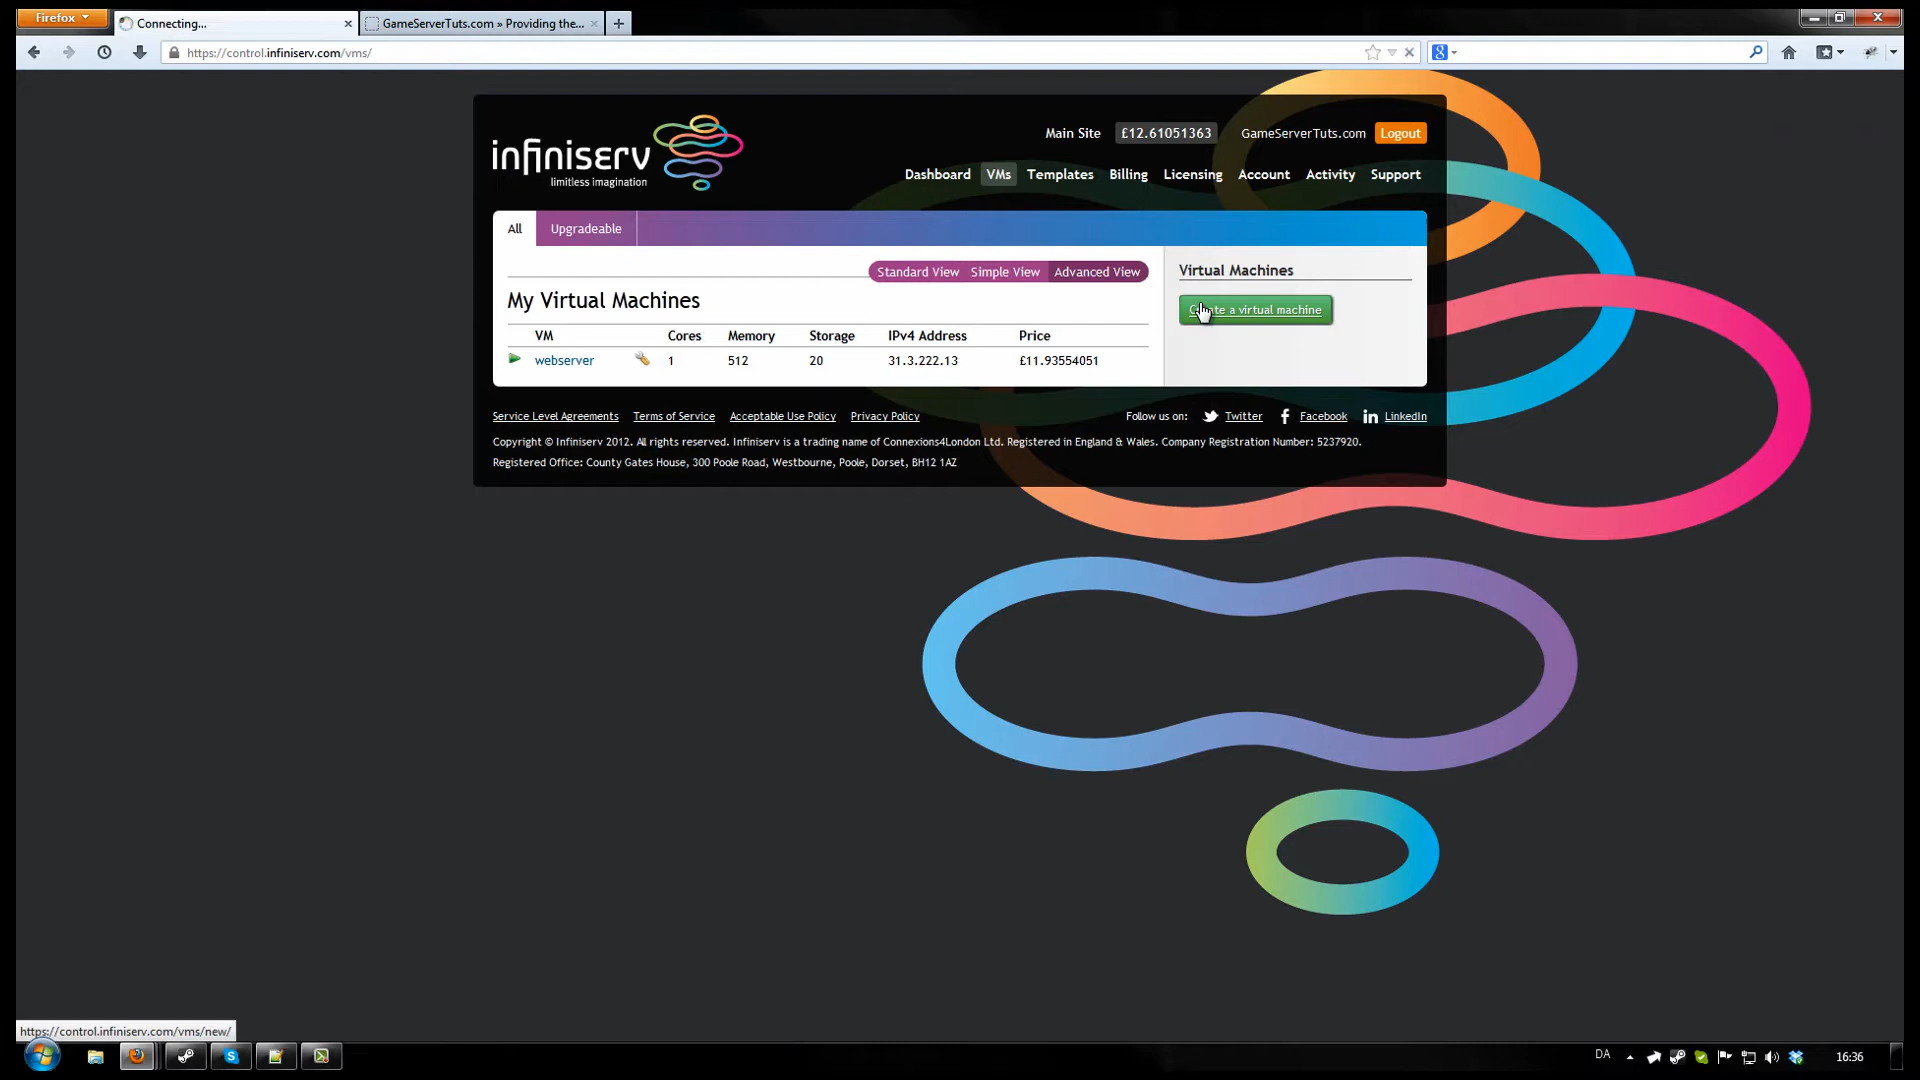 Firefox
Connecting...
GameServerTuts.com » Providing the...
https://control.infiniserv.com/vms/
infiniserv
limitless imagination
Main Site
£12.61051363
GameServerTuts.com
Logout
Dashboard
VMs
Templates
Billing
Licensing
Account
Activity
Support
All
Upgradeable
Standard View
Simple View
Advanced View
My Virtual Machines
VM Cores Memory Storage IPv4 Address Price
webserver 1 512 20 31.3.222.13 £11.93554051
Virtual Machines
a virtual machine
Service Level Agreements Terms of Service Acceptable Use Policy Privacy Policy
Follow us on: Twitter Facebook LinkedIn
Copyright © Infiniserv 2012. All rights reserved. Infiniserv is a trading name of Connexions4London Ltd. Registered in England & Wales. Company Registration Number: 5237920.
Registered Office: County Gates House, 300 Poole Road, Westbourne, Poole, Dorset, BH12 1AZ
https://control.infiniserv.com/vms/new/
DA
16:36